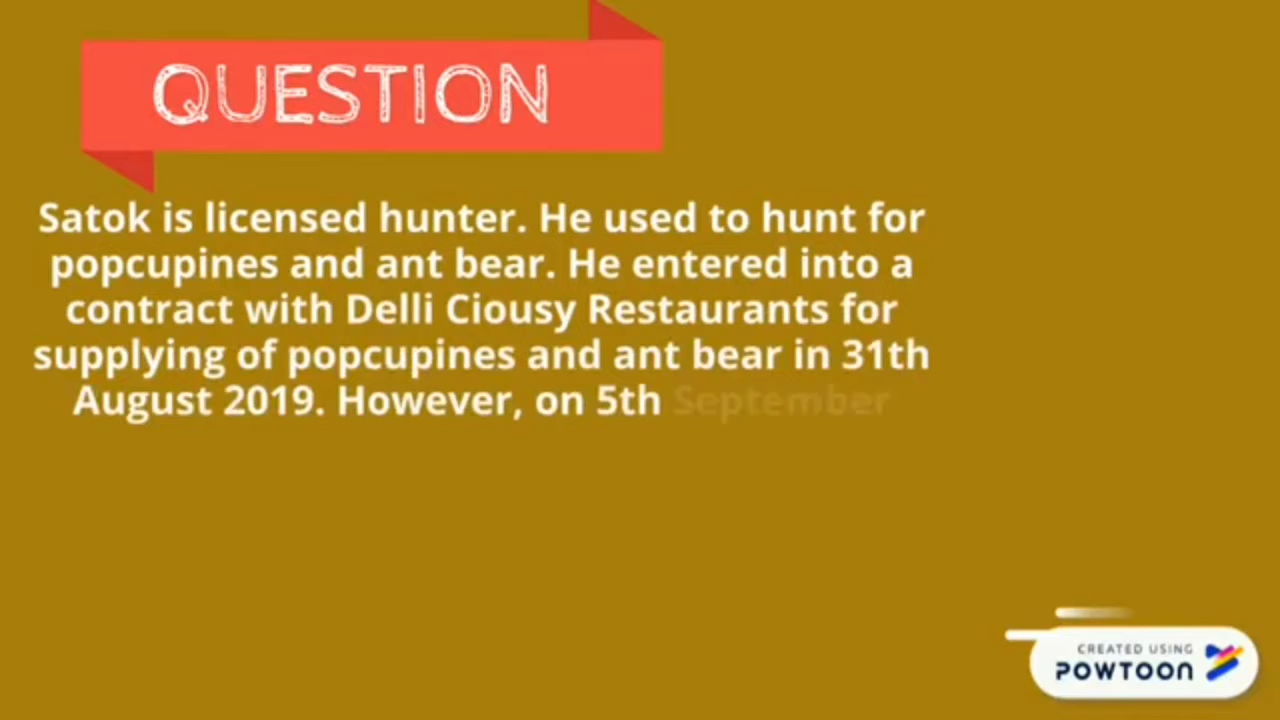 QUESTION
Satok is licensed hunter. He used to hunt for
popcupines and ant bear. He entered into a
contract with Delli Ciousy Restaurants for
supplying of popcupines and ant bear in 31th
August 2019. However, on 5th September
CREATED USING
POWTOON